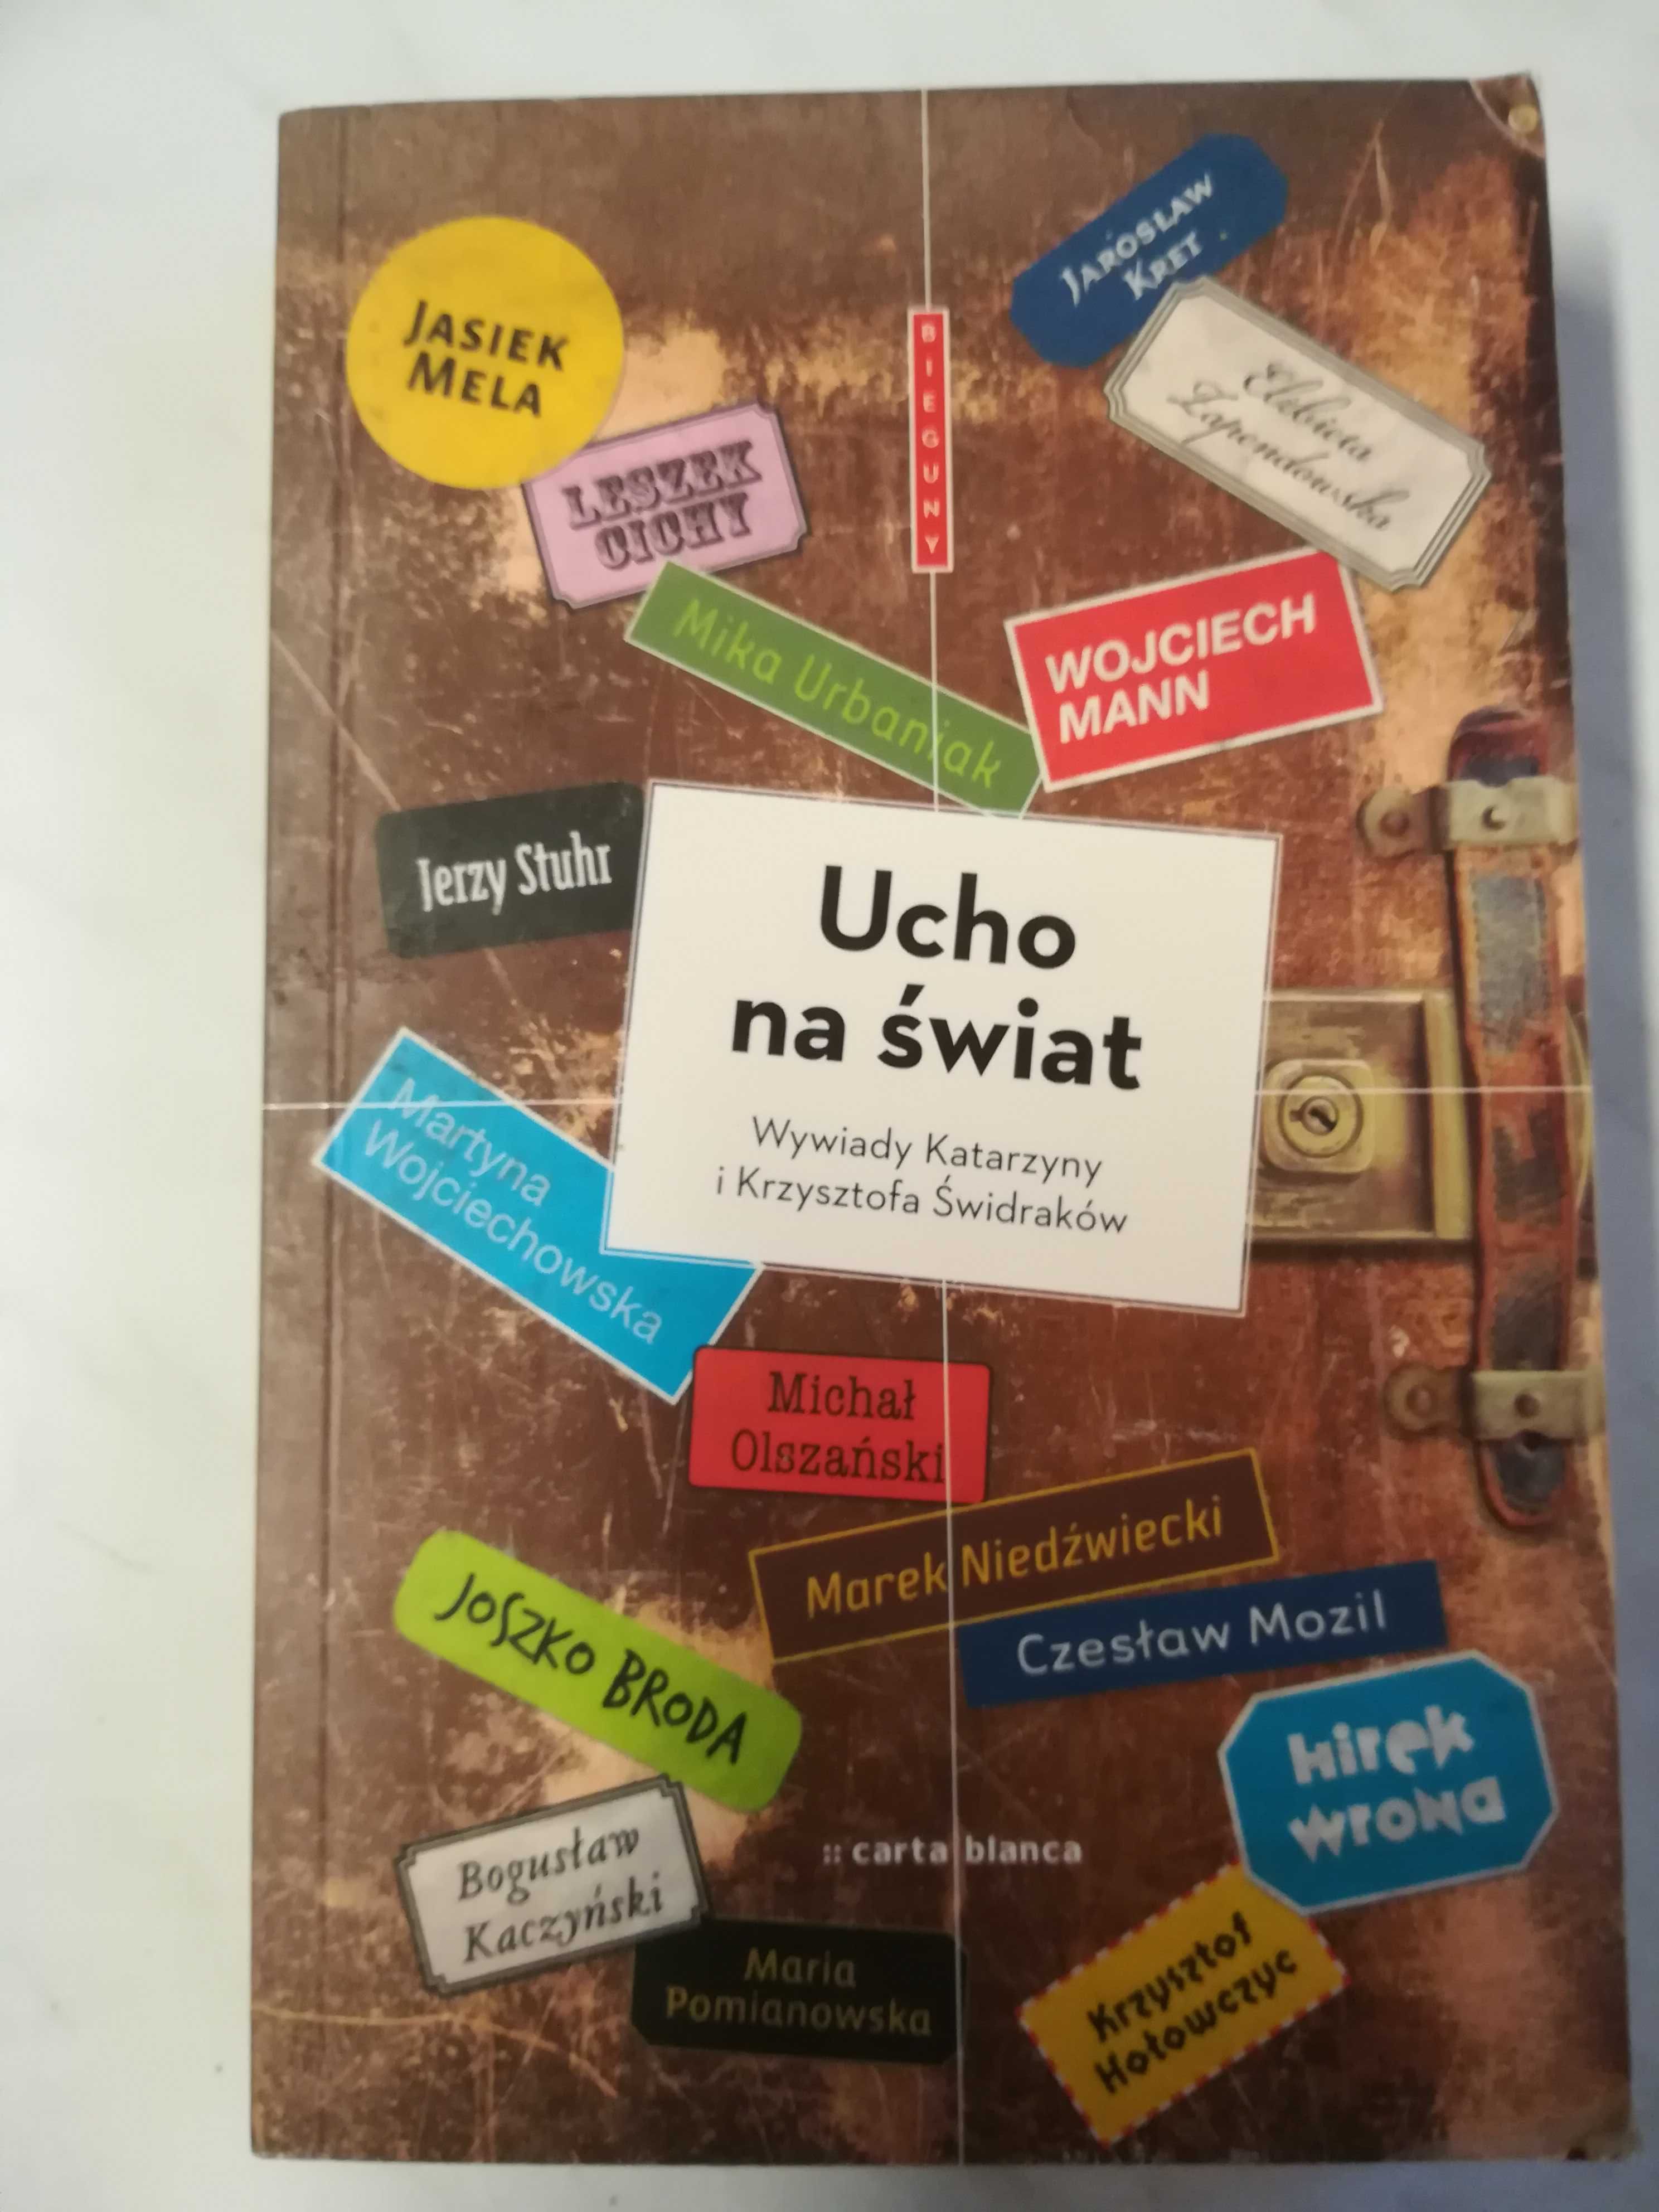 JAROSŁAW
KRET
JASIEK
MELA
BIEGUNY
Elżbieta
Zapendowska
LESZEK
CICHY
Mika Urbaniak
WOJCIECH
MANN
Jerzy Stuhr
Ucho
na świat
Wywiady Katarzyny
i Krzysztofa Świdraków
Martyna
Wojciechowska
Michał
Olszański
Marek Niedźwiecki
Czesław Mozil
JOSZKO BRODA
Hirek
Wrona
Bogusław
Kaczyński
:: carta blanca
Maria
Pomianowska
Krzysztof
Hołowczyc